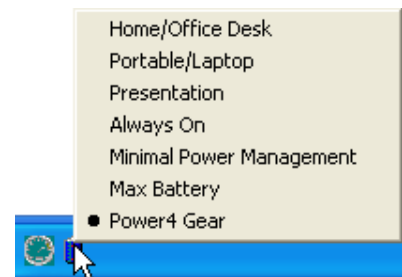 Home/Office Desk
Portable/Laptop
Presentation
Always On
Minimal Power Management
Max Battery
Power4 Gear